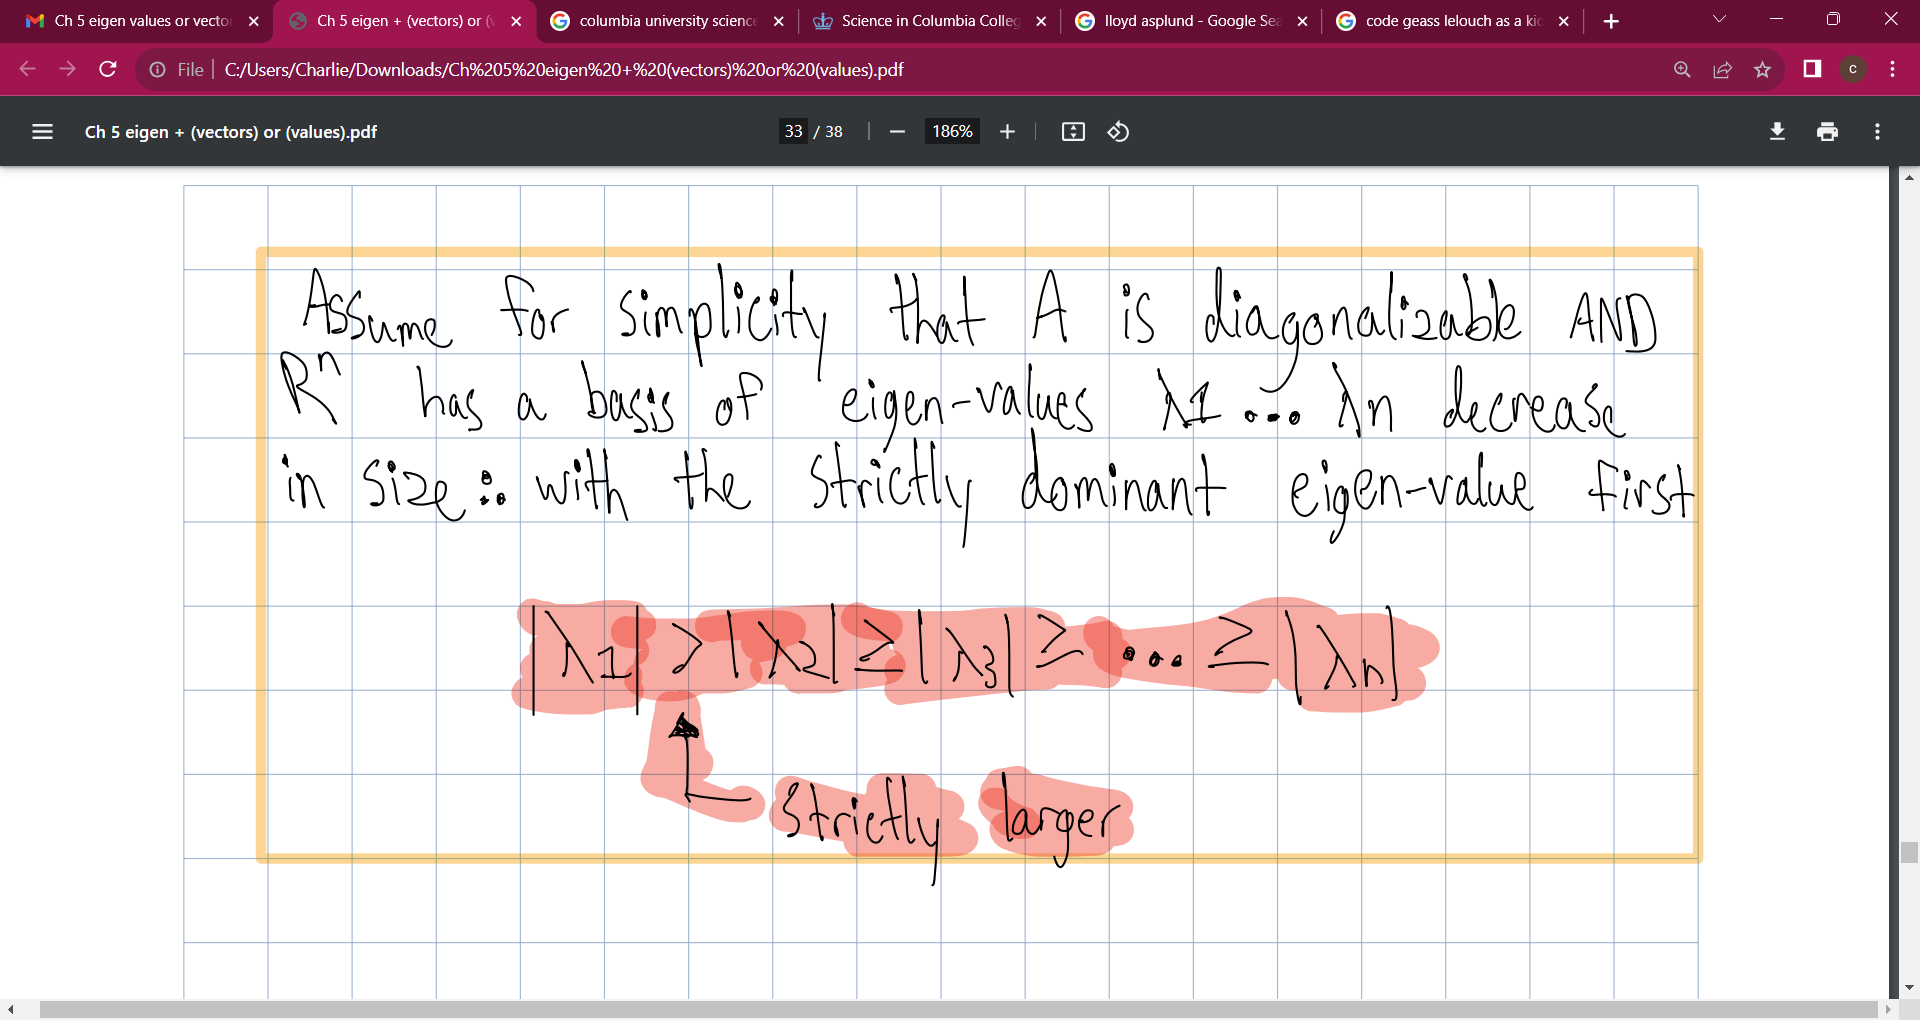 Ch 5 eigen values or vector
Ch 5 eigen + (vectors) or (v
columbia university science
Science in Columbia Colleg
lloyd asplund - Google Sea
code geass lelouch as a kid
File
C:/Users/Charlie/Downloads/Ch%205%20eigen%20+%20(vectors)%20or%20(values).pdf
c
Ch 5 eigen + (vectors) or (values).pdf
33 / 38
186%
Assume for simplicity that A is diagonalizable AND
Rⁿ has a basis of eigen-values λ1 ... λn decrease
in size ∴ with the strictly dominant eigen-value first
|λ1| > |λ2| ≥ |λ3| ≥ ... ≥ |λn|
strictly larger